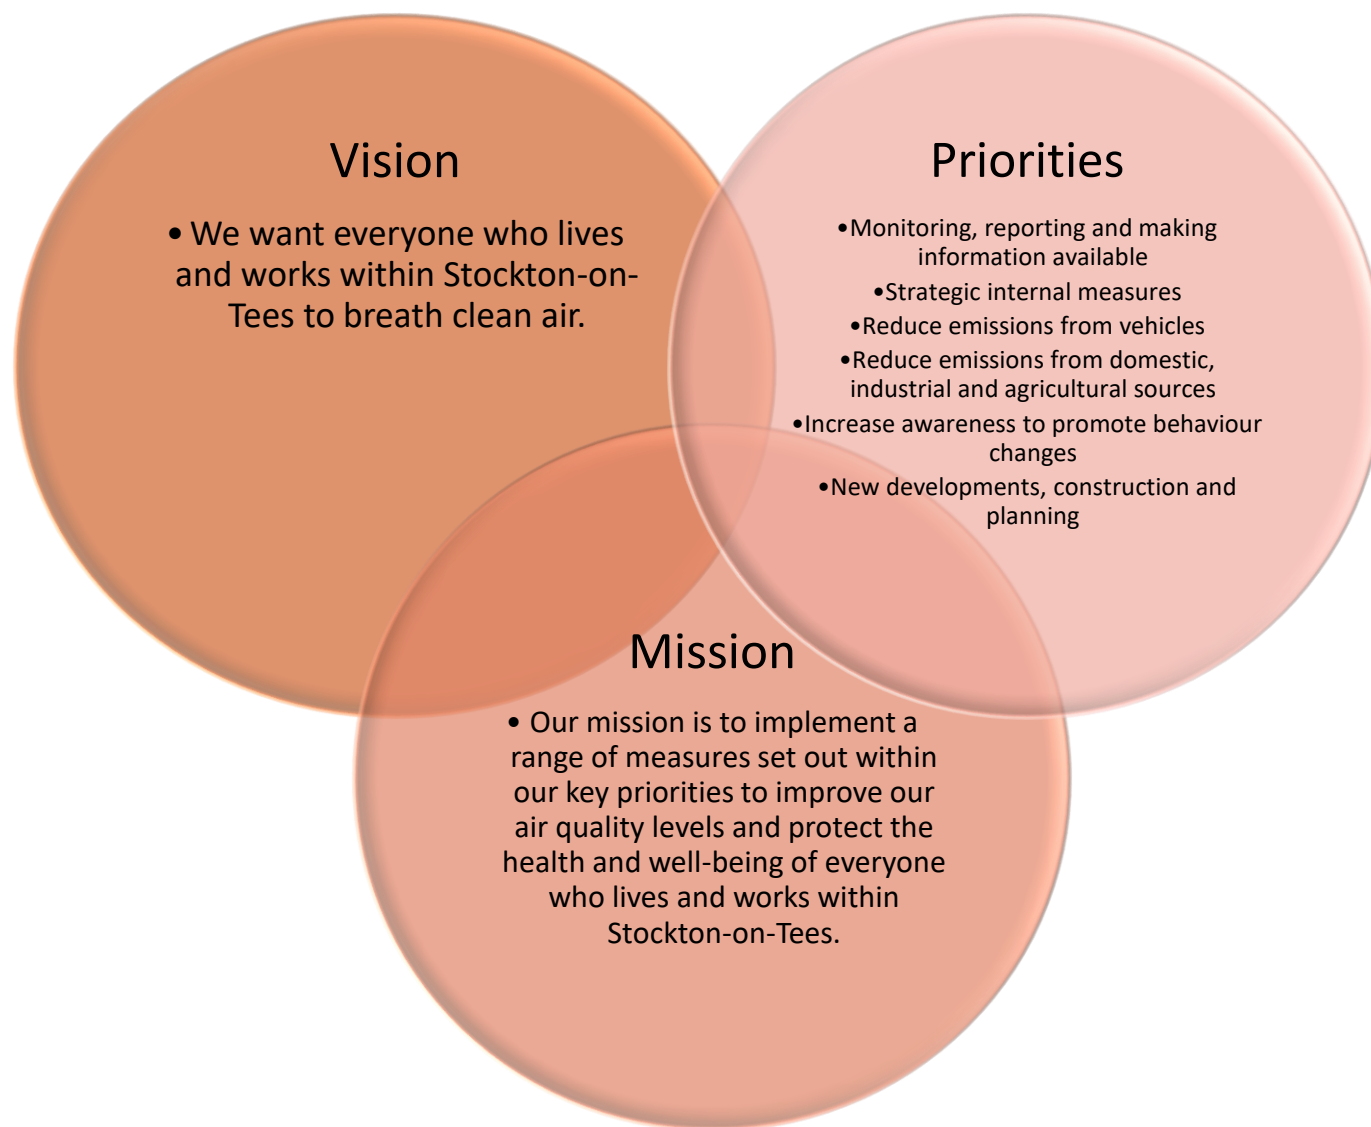 Vision
• We want everyone who lives
and works within Stockton-on-
Tees to breath clean air.
Priorities
•Monitoring, reporting and making
information available
•Strategic internal measures
•Reduce emissions from vehicles
•Reduce emissions from domestic,
industrial and agricultural sources
•Increase awareness to promote behaviour
changes
•New developments, construction and
planning
Mission
• Our mission is to implement a
range of measures set out within
our key priorities to improve our
air quality levels and protect the
health and well-being of everyone
who lives and works within
Stockton-on-Tees.